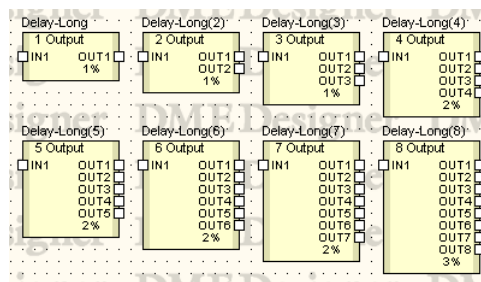 Delay-Long
1 Output
IN1 OUT1
1%
Delay-Long(2)
2 Output
IN1 OUT1
OUT2
1%
Delay-Long(3)
3 Output
IN1 OUT1
OUT2
OUT3
1%
Delay-Long(4)
4 Output
IN1 OUT1
OUT2
OUT3
OUT4
2%
Delay-Long(5)
5 Output
IN1 OUT1
OUT2
OUT3
OUT4
OUT5
2%
Delay-Long(6)
6 Output
IN1 OUT1
OUT2
OUT3
OUT4
OUT5
OUT6
2%
Delay-Long(7)
7 Output
IN1 OUT1
OUT2
OUT3
OUT4
OUT5
OUT6
OUT7
2%
Delay-Long(8)
8 Output
IN1 OUT1
OUT2
OUT3
OUT4
OUT5
OUT6
OUT7
OUT8
3%
signer DME Designer DM